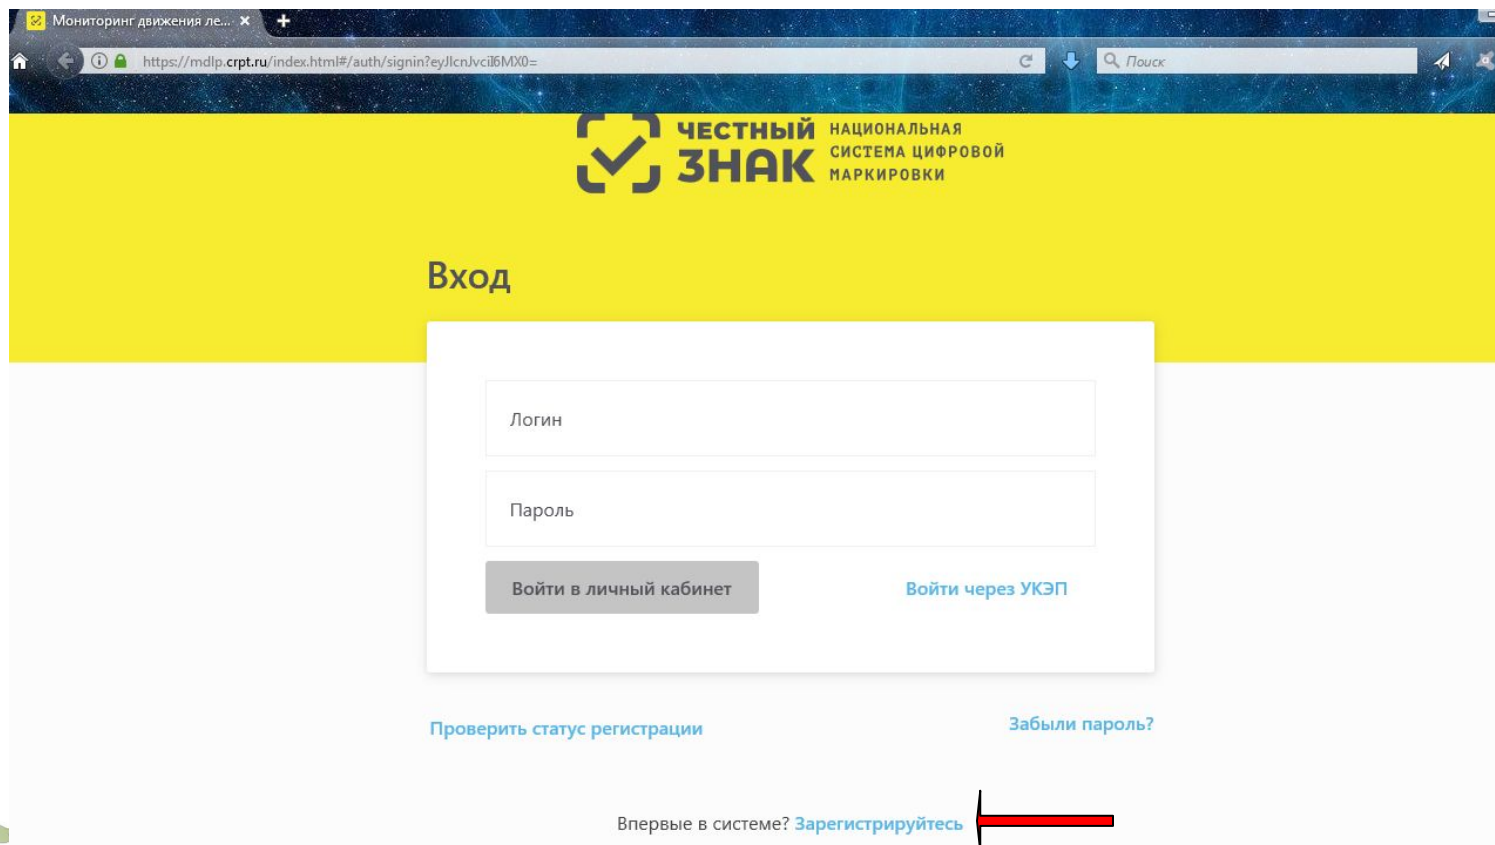 Мониторинг движения ле...
https://mdlp.crpt.ru/index.html#/auth/signin?eyJlcnJvciI6MX0=
Поиск
ЧЕСТНЫЙ
ЗНАК
НАЦИОНАЛЬНАЯ
СИСТЕМА ЦИФРОВОЙ
МАРКИРОВКИ
Вход
Логин
Пароль
Войти в личный кабинет
Войти через УКЭП
Проверить статус регистрации
Забыли пароль?
Впервые в системе? Зарегистрируйтесь